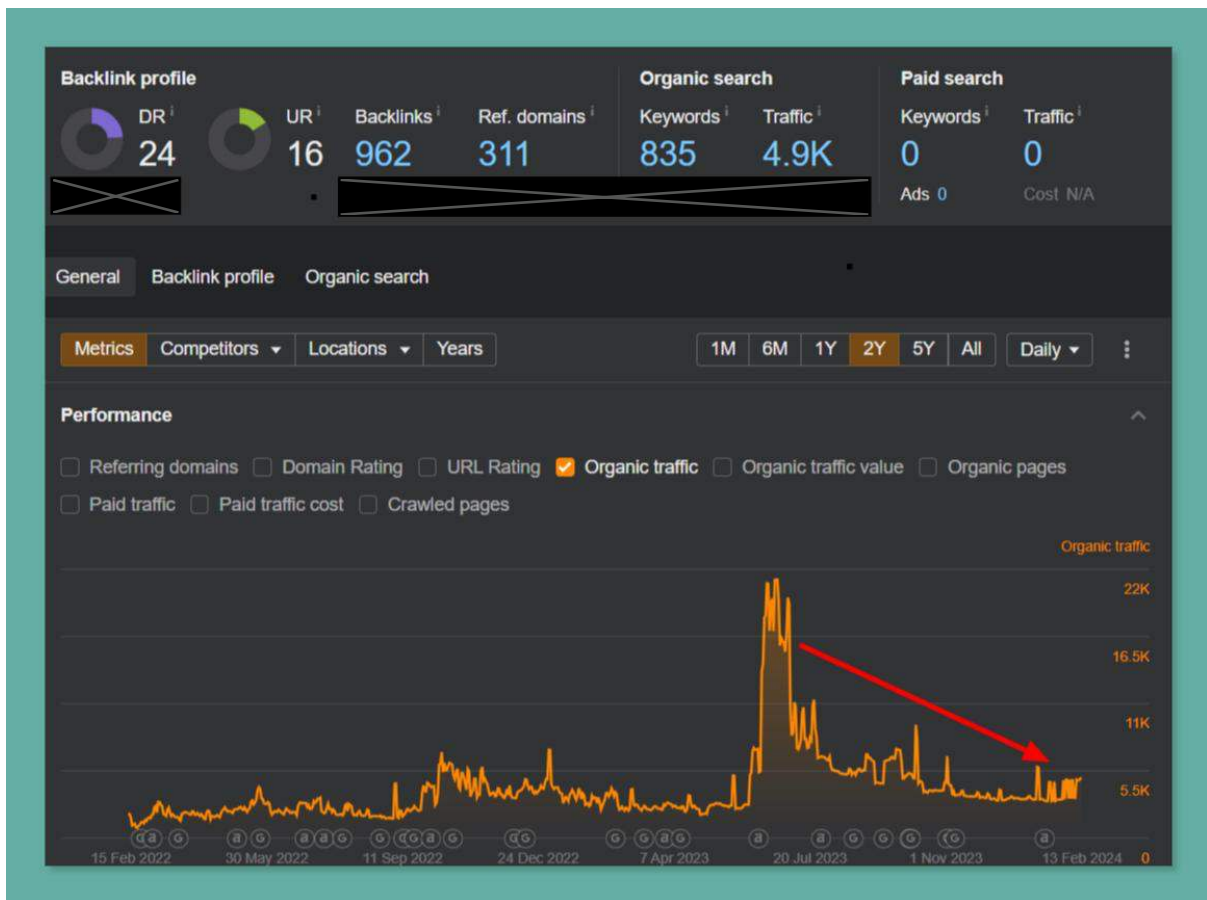 Backlink profile
Organic search
Paid search
DR
UR
Backlinks
Ref. domains
Keywords
Traffic
Keywords
Traffic
24
16
962
311
835
4.9K
0
0
Ads 0
Cost N/A
General
Backlink profile
Organic search
Metrics
Competitors
Locations
Years
1M
6M
1Y
2Y
5Y
All
Daily
Performance
Referring domains
Domain Rating
URL Rating
Organic traffic
Organic traffic value
Organic pages
Paid traffic
Paid traffic cost
Crawled pages
Organic traffic
22K
16.5K
11K
5.5K
15 Feb 2022
30 May 2022
11 Sep 2022
24 Dec 2022
7 Apr 2023
20 Jul 2023
1 Nov 2023
13 Feb 2024
0